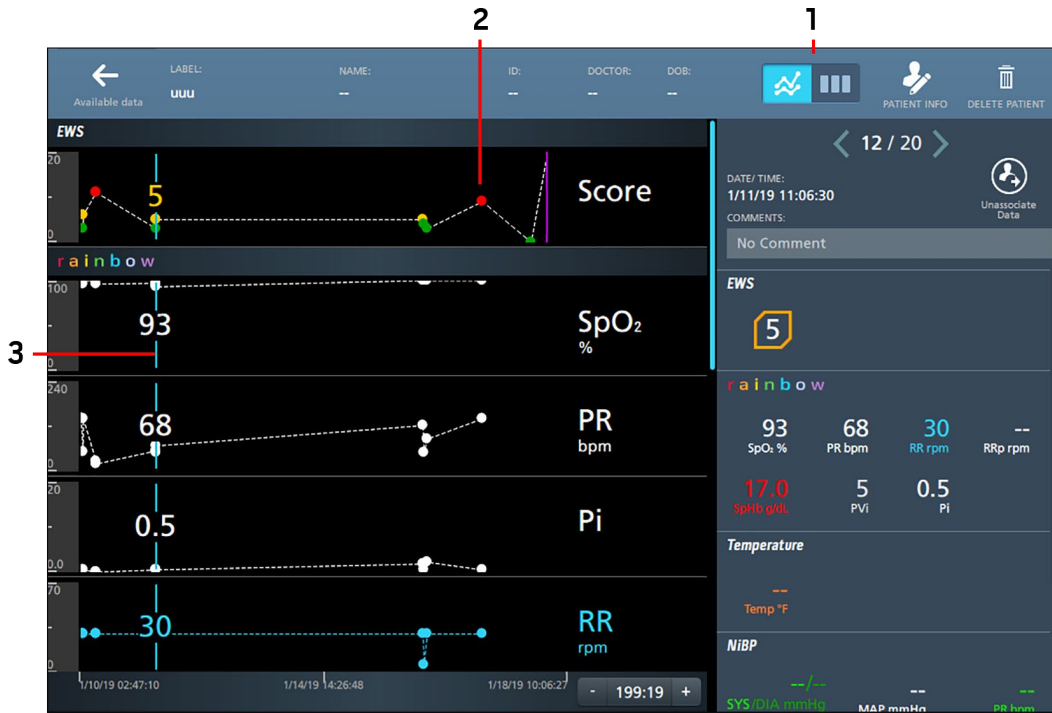 2 1
LABEL: NAME: ID: DOCTOR: DOB:
Available data uuu -- -- -- -- PATIENT INFO DELETE PATIENT
EWS
20
-
0
5
Score
rainbow
100
-
0
93
SpO₂
%
240
-
0
68
PR
bpm
20
-
0.0
0.5
Pi
70
-
0
30
RR
rpm
1/10/19 02:47:10 1/14/19 14:26:48 1/18/19 10:06:27 - 199:19 +
3
12 / 20
DATE/ TIME:
1/11/19 11:06:30
Unassociate
Data
COMMENTS:
No Comment
EWS
5
rainbow
93 68 30 --
SpO₂ % PR bpm RR rpm RRp rpm
17.0 5 0.5
SpHb g/dL PVi Pi
Temperature
--
Temp °F
NiBP
--/-- -- --
SYS/DIA mmHg MAP mmHg PR bpm